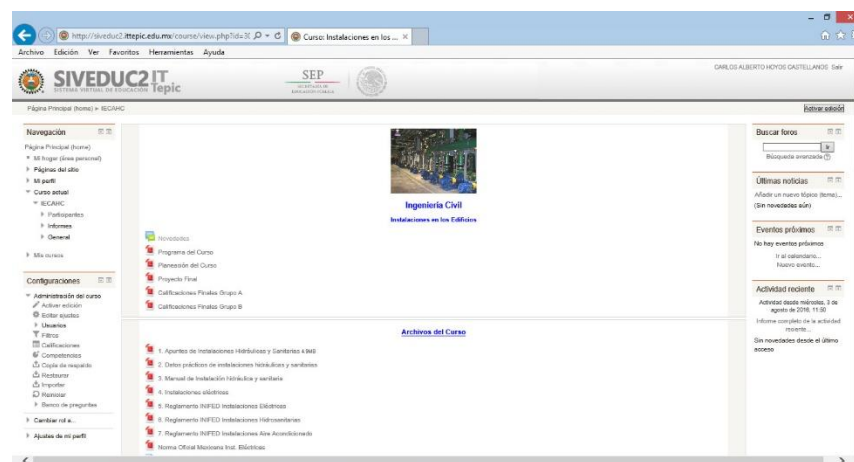 http://siveduc2.ittepic.edu.mx/course/view.php?id=3(
Curso: Instalaciones en los ...
Archivo Edición Ver Favoritos Herramientas Ayuda
SIVEDUC2 IT Tepic
SISTEMA VIRTUAL DE EDUCACIÓN
SEP
SECRETARÍA DE
EDUCACIÓN PÚBLICA
CARLOS ALBERTO HOYOS CASTELLANOS Salir
Página Principal (home) ► IECAHC
Activar edición
Navegación
Página Principal (home)
Mi hogar (área personal)
Páginas del sitio
Mi perfil
Curso actual
IECAHC
Participantes
Informes
General
Mis cursos
Configuraciones
Administración del curso
Activar edición
Editar ajustes
Usuarios
Filtros
Calificaciones
Competencias
Copia de respaldo
Restaurar
Importar
Reiniciar
Banco de preguntas
Cambiar rol a...
Ajustes de mi perfil
Ingeniería Civil
Instalaciones en los Edificios
Novedades
Programa del Curso
Planeación del Curso
Proyecto Final
Calificaciones Finales Grupo A
Calificaciones Finales Grupo B
Archivos del Curso
1. Apuntes de Instalaciones Hidráulicas y Sanitarias
2. Datos prácticos de instalaciones hidráulicas y sanitarias
3. Manual de Instalación hidráulica y sanitaria
4. Instalaciones eléctricas
5. Reglamento INIFED Instalaciones Eléctricas
6. Reglamento INIFED Instalaciones Hidrosanitarias
7. Reglamento INIFED Instalaciones Aire Acondicionado
Norma Oficial Mexicana Inst. Eléctricas
Buscar foros
Ir
Búsqueda avanzada
Últimas noticias
Añadir un nuevo tópico (tema)...
(Sin novedades aún)
Eventos próximos
No hay eventos próximos
Ir al calendario...
Nuevo evento...
Actividad reciente
Actividad desde miércoles, 3 de
agosto de 2016, 11:50
Informe completo de la actividad
reciente...
Sin novedades desde el último
acceso